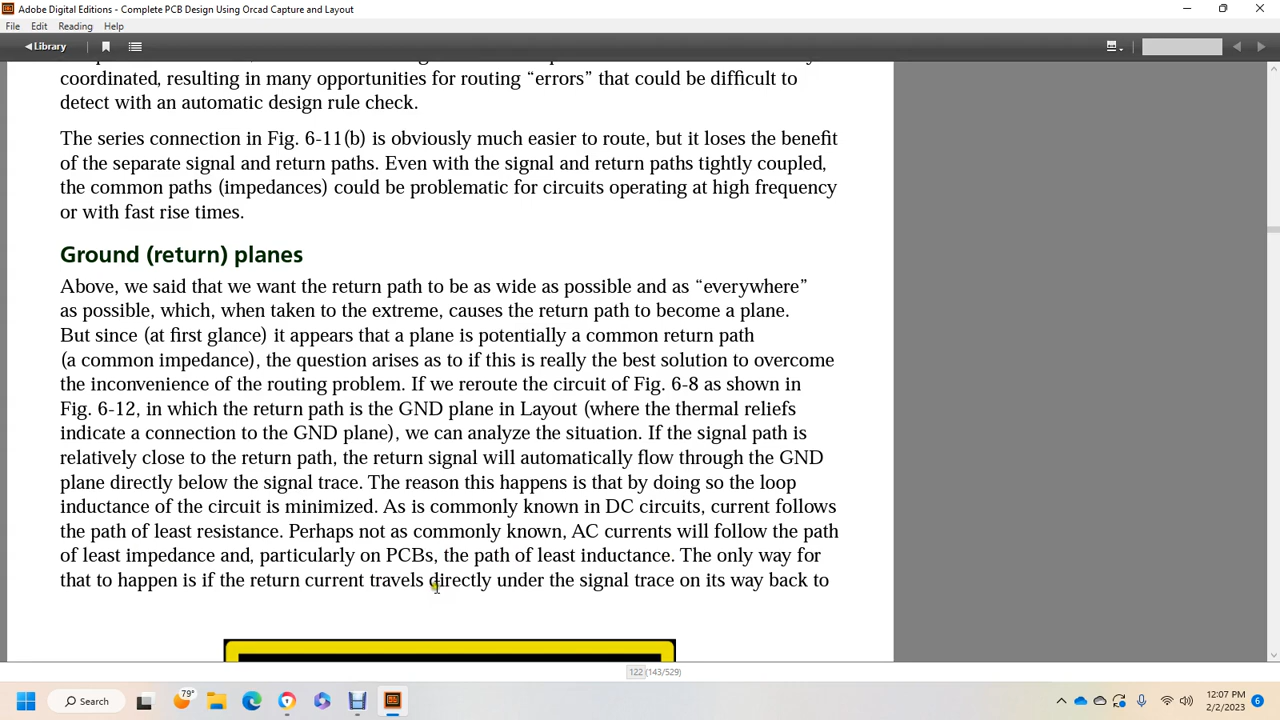 Adobe Digital Editions - Complete PCB Design Using Orcad Capture and Layout
File Edit Reading Help
Library
coordinated, resulting in many opportunities for routing “errors” that could be difficult to
detect with an automatic design rule check.
The series connection in Fig. 6-11(b) is obviously much easier to route, but it loses the benefit
of the separate signal and return paths. Even with the signal and return paths tightly coupled,
the common paths (impedances) could be problematic for circuits operating at high frequency
or with fast rise times.
Ground (return) planes
Above, we said that we want the return path to be as wide as possible and as “everywhere”
as possible, which, when taken to the extreme, causes the return path to become a plane.
But since (at first glance) it appears that a plane is potentially a common return path
(a common impedance), the question arises as to if this is really the best solution to overcome
the inconvenience of the routing problem. If we reroute the circuit of Fig. 6-8 as shown in
Fig. 6-12, in which the return path is the GND plane in Layout (where the thermal reliefs
indicate a connection to the GND plane), we can analyze the situation. If the signal path is
relatively close to the return path, the return signal will automatically flow through the GND
plane directly below the signal trace. The reason this happens is that by doing so the loop
inductance of the circuit is minimized. As is commonly known in DC circuits, current follows
the path of least resistance. Perhaps not as commonly known, AC currents will follow the path
of least impedance and, particularly on PCBs, the path of least inductance. The only way for
that to happen is if the return current travels directly under the signal trace on its way back to
122 (143/529)
Search
79°
12:07 PM
2/2/2023
6